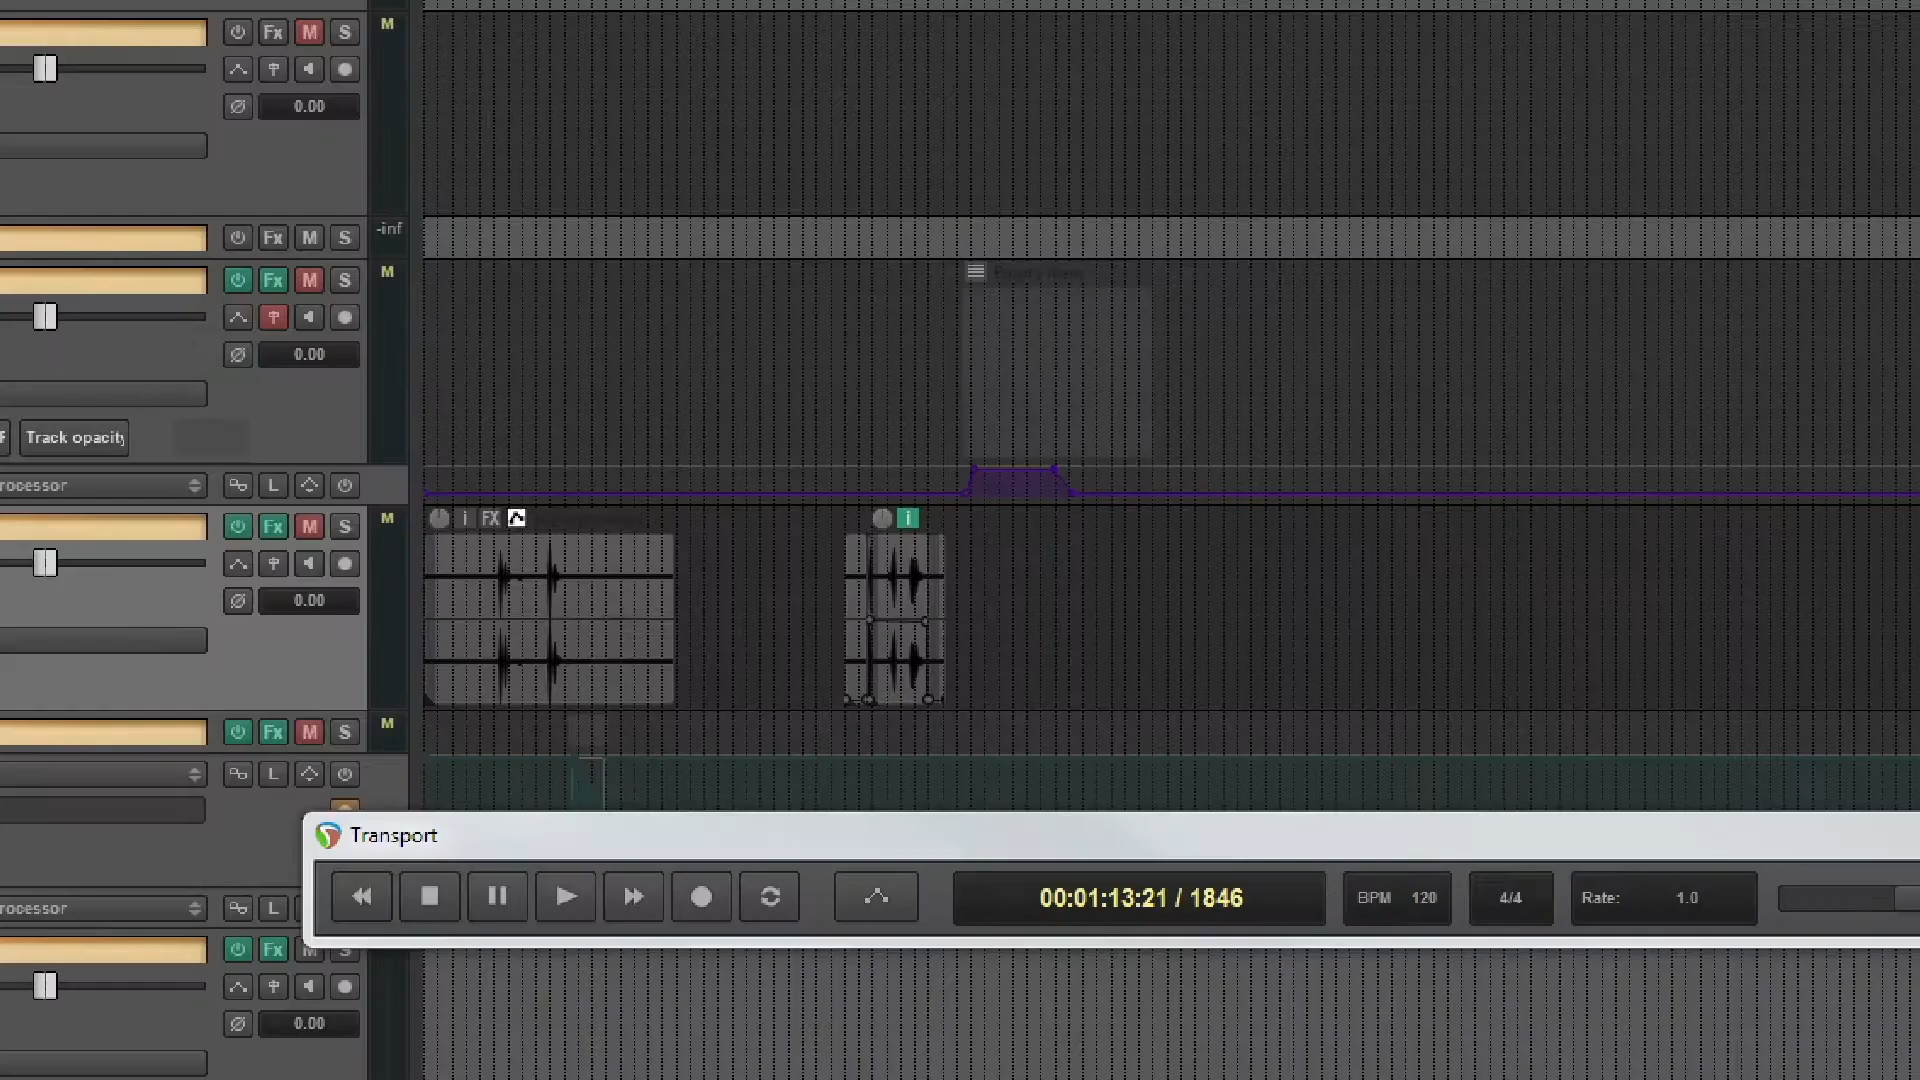 Fx M S M
0.00
Fx M S -inf
Fx M S M
0.00
Track opacity
rocessor L
i FX i
Fx M S M
0.00
Fx M S M
L
Transport
00:01:13:21 / 1846 BPM 120 4/4 Rate: 1.0
rocessor L
Fx M S
0.00